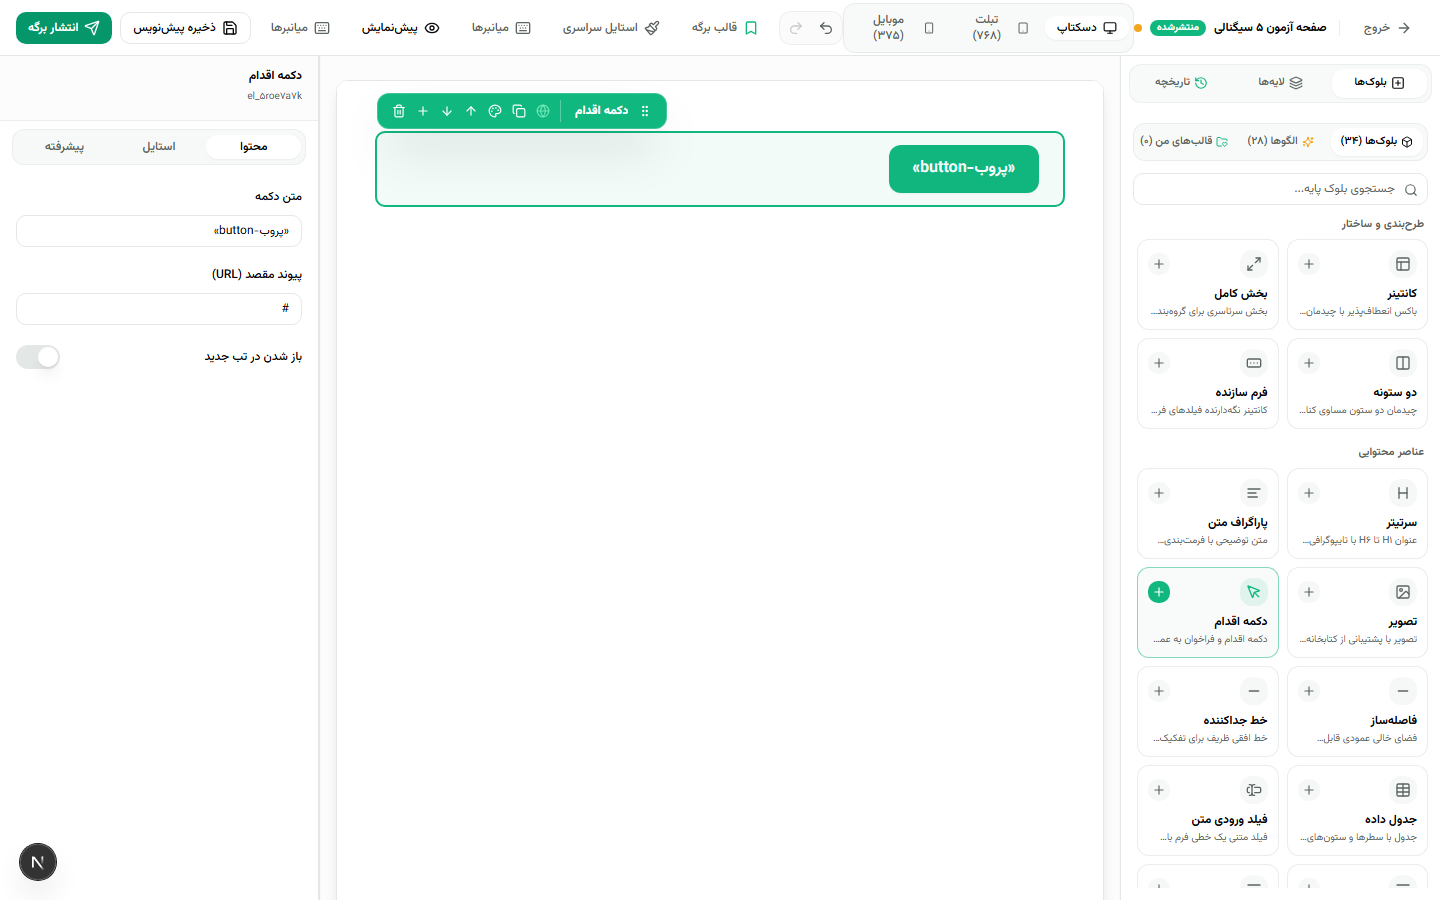 خروج
صفحه آزمون ۵ سیگنالی
منتشرشده
دسکتاپ
تبلت (۷۶۸)
موبایل (۳۷۵)
قالب برگه
استایل سراسری
میانبرها
پیش‌نمایش
میانبرها
ذخیره پیش‌نویس
انتشار برگه
بلوک‌ها
لایه‌ها
تاریخچه
بلوک‌ها (۳۴)
الگوها (۲۸)
قالب‌های من (۰)
جستجوی بلوک پایه...
طرح‌بندی و ساختار
کانتینر
باکس انعطاف‌پذیر با چیدمان...
بخش کامل
بخش سرتاسری برای گروه‌بند...
دو ستونه
چیدمان دو ستون مساوی کنا...
فرم سازنده
کانتینر نگه‌دارنده فیلدهای فر...
عناصر محتوایی
سرتیتر
عنوان H۱ تا H۶ با تایپوگرافی...
پاراگراف متن
متن توضیحی با فرمت‌بندی...
تصویر
تصویر با پشتیبانی از کتابخانه...
دکمه اقدام
دکمه اقدام و فراخوان به عمـ...
فاصله‌ساز
فضای خالی عمودی قابل...
خط جداکننده
خط افقی ظریف برای تفکیک...
جدول داده
جدول با سطرها و ستون‌های...
فیلد ورودی متن
فیلد متنی یک خطی فرم با...
دکمه اقدام
«پروب-button»
دکمه اقدام
el_۵roe۷a۷k
محتوا
استایل
پیشرفته
متن دکمه
«پروب-button»
پیوند مقصد (URL)
#
باز شدن در تب جدید
N